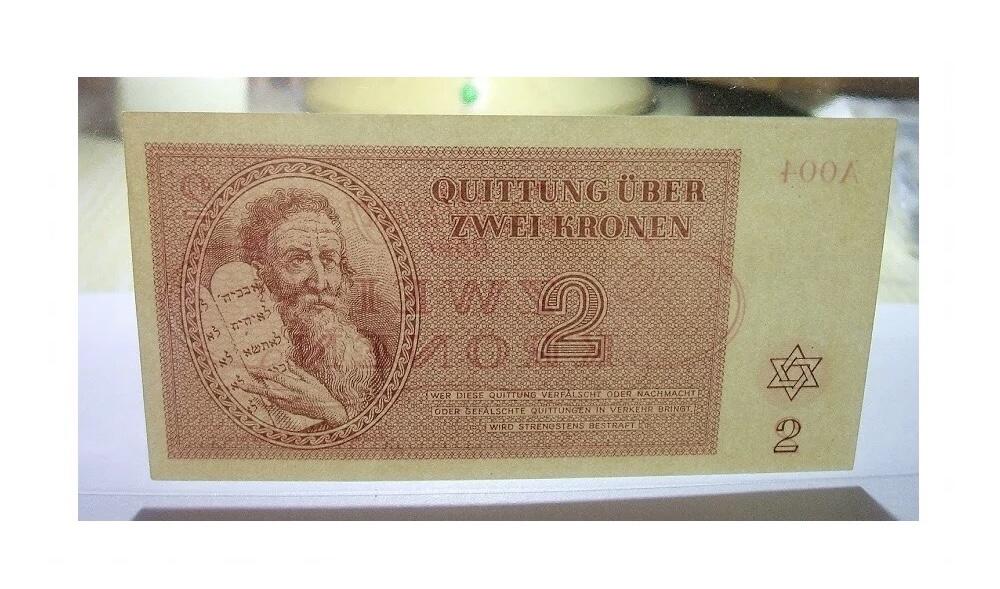 QUITTUNG ÜBER
ZWEI KRONEN
2
WER DIESE QUITTUNG VERFÄLSCHT ODER NACHMACHT
ODER GEFÄLSCHTE QUITTUNGEN IN VERKEHR BRINGT,
WIRD STRENGSTENS BESTRAFT
A004
2